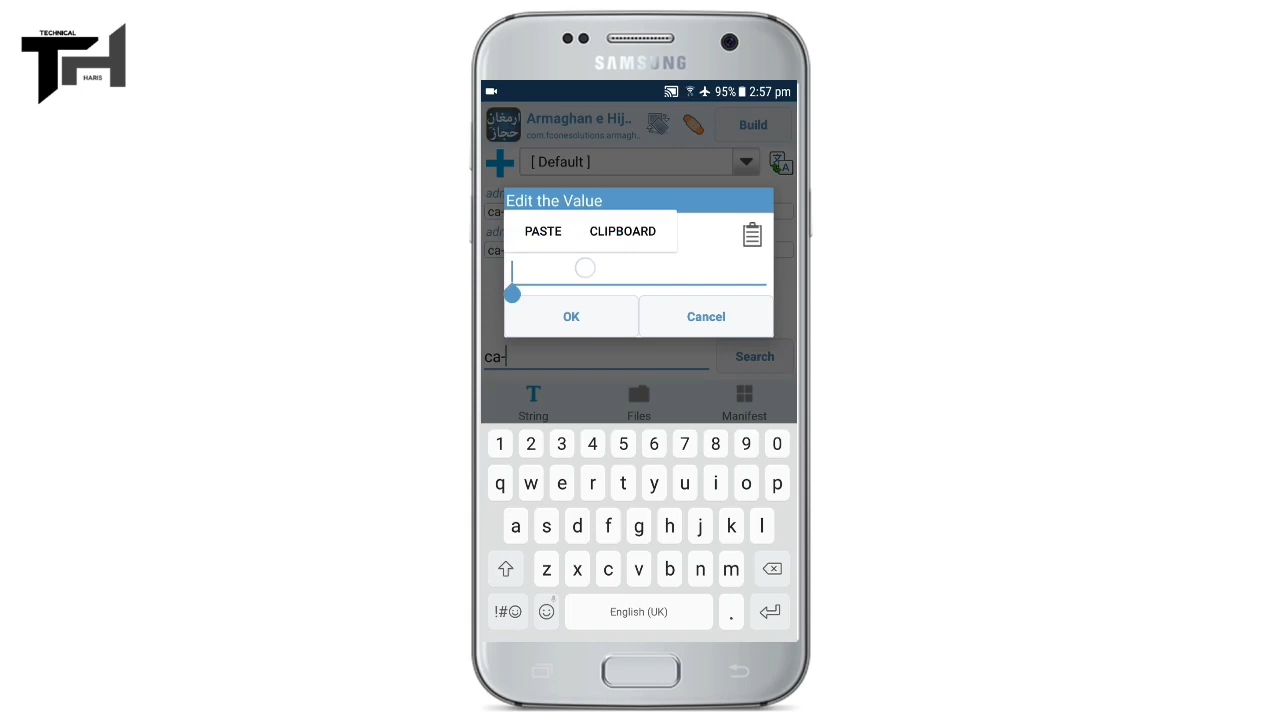 TECHNICAL
TH
HARIS
SAMSUNG
95% 2:57 pm
ارمغان
حجاز
Armaghan e Hij..
com.fconesolutions.armagh..
Build
[ Default ]
ca-
ca-
Edit the Value
PASTE CLIPBOARD
OK Cancel
ca- Search
T
String Files Manifest
1 2 3 4 5 6 7 8 9 0
q w e r t y u i o p
a s d f g h j k l
z x c v b n m
!#☺ English (UK) .